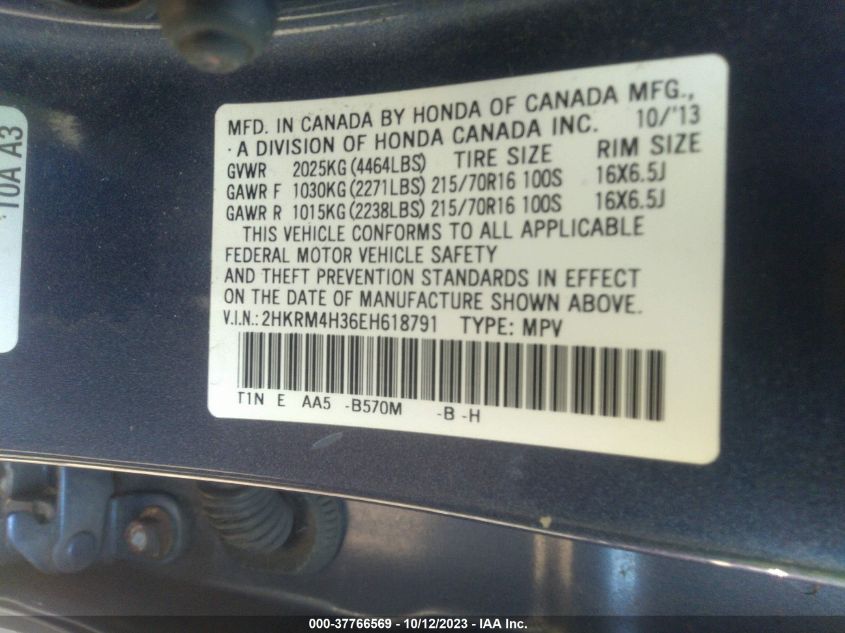 MFD. IN CANADA BY HONDA OF CANADA MFG.,
·A DIVISION OF HONDA CANADA INC. 10/'13
GVWR 2025KG(4464LBS) TIRE SIZE RIM SIZE
GAWR F 1030KG(2271LBS) 215/70R16 100S 16X6.5J
GAWR R 1015KG(2238LBS) 215/70R16 100S 16X6.5J
THIS VEHICLE CONFORMS TO ALL APPLICABLE
FEDERAL MOTOR VEHICLE SAFETY
AND THEFT PREVENTION STANDARDS IN EFFECT
ON THE DATE OF MANUFACTURE SHOWN ABOVE.
V.I.N.: 2HKRM4H36EH618791 TYPE: MPV
T1N E AA5 -B570M -B -H
10A A3
000-37766569 - 10/12/2023 - IAA Inc.